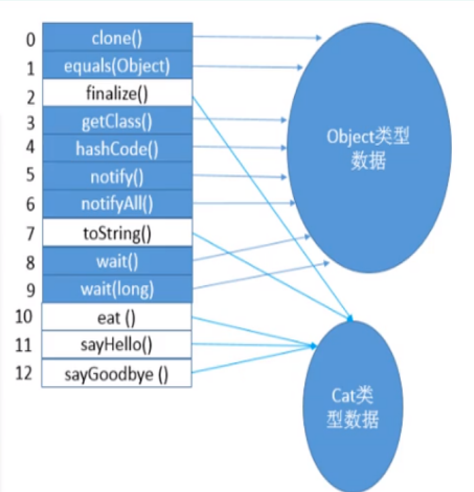 0 clone()
1 equals(Object)
2 finalize()
3 getClass()
4 hashCode()
5 notify()
6 notifyAll()
7 toString()
8 wait()
9 wait(long)
10 eat ()
11 sayHello()
12 sayGoodbye ()
Object类型
数据
Cat类
型数据